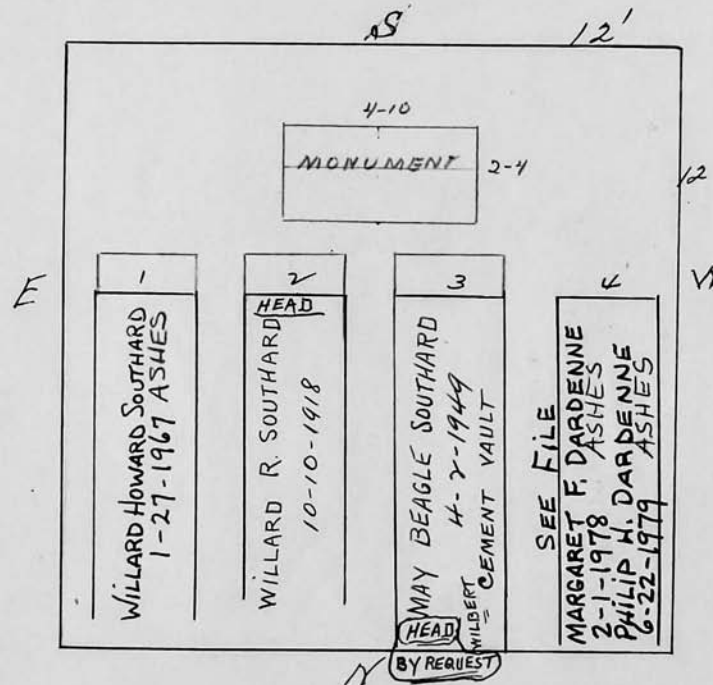 S 12'
4-10
MONUMENT 2-4
12
E
1
WILLARD HOWARD SOUTHARD
1-27-1967 ASHES
2
HEAD
WILLARD R. SOUTHARD
10-10-1918
3
MAY BEAGLE SOUTHARD
4-2-1949
WILBERT CEMENT VAULT
HEAD
BY REQUEST
4
SEE FILE
MARGARET F. DARDENNE
ASHES
2-1-1978
PHILIP H. DARDENNE
ASHES
6-22-1979
W